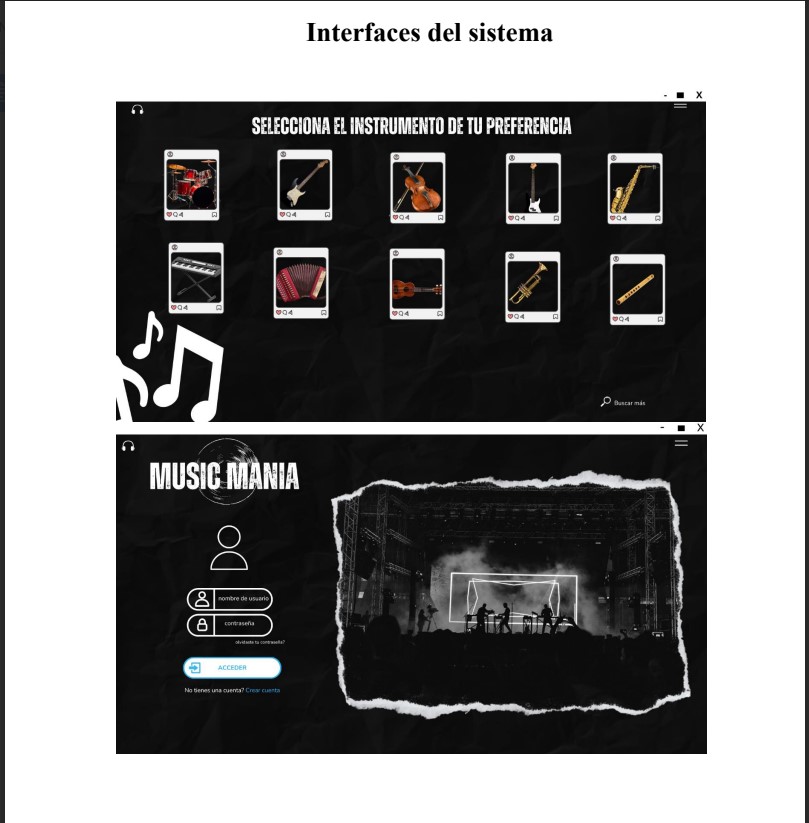 Interfaces del sistema
- ■ X
SELECCIONA EL INSTRUMENTO DE TU PREFERENCIA
Buscar más
- ■ X
MUSIC MANIA
nombre de usuario
contraseña
olvidaste tu contraseña?
ACCEDER
No tienes una cuenta? Crear cuenta